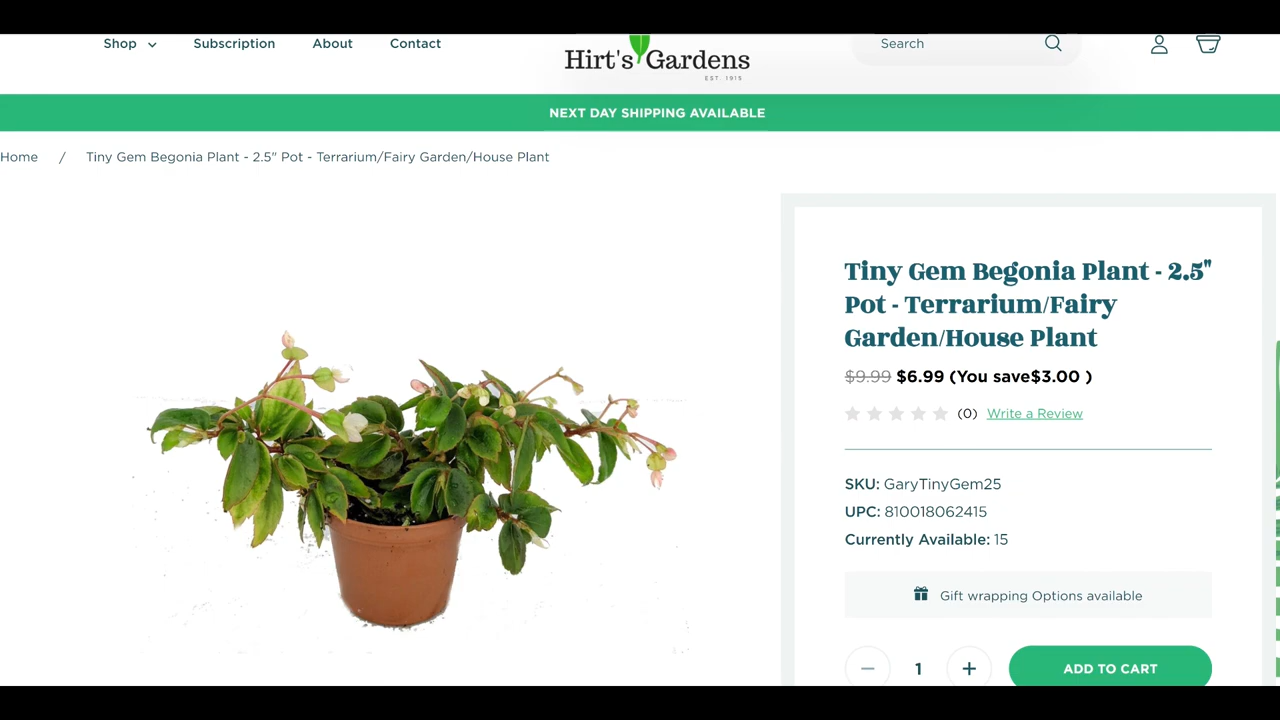 Shop
Subscription
About
Contact
Hirt's Gardens
EST. 1915
Search
NEXT DAY SHIPPING AVAILABLE
Home / Tiny Gem Begonia Plant - 2.5" Pot - Terrarium/Fairy Garden/House Plant
Tiny Gem Begonia Plant - 2.5"
Pot - Terrarium/Fairy
Garden/House Plant
$9.99 $6.99 (You save$3.00 )
(0) Write a Review
SKU: GaryTinyGem25
UPC: 810018062415
Currently Available: 15
Gift wrapping Options available
− 1 + ADD TO CART